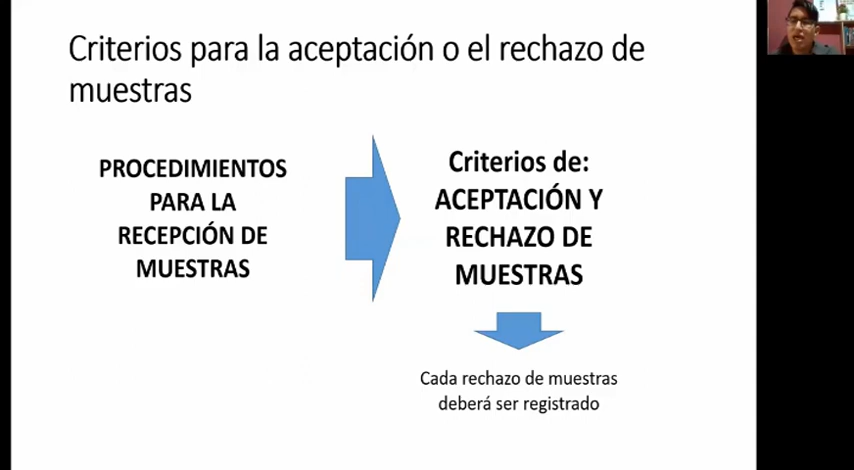 Criterios para la aceptación o el rechazo de
muestras
PROCEDIMIENTOS
PARA LA
RECEPCIÓN DE
MUESTRAS
Criterios de:
ACEPTACIÓN Y
RECHAZO DE
MUESTRAS
Cada rechazo de muestras
deberá ser registrado